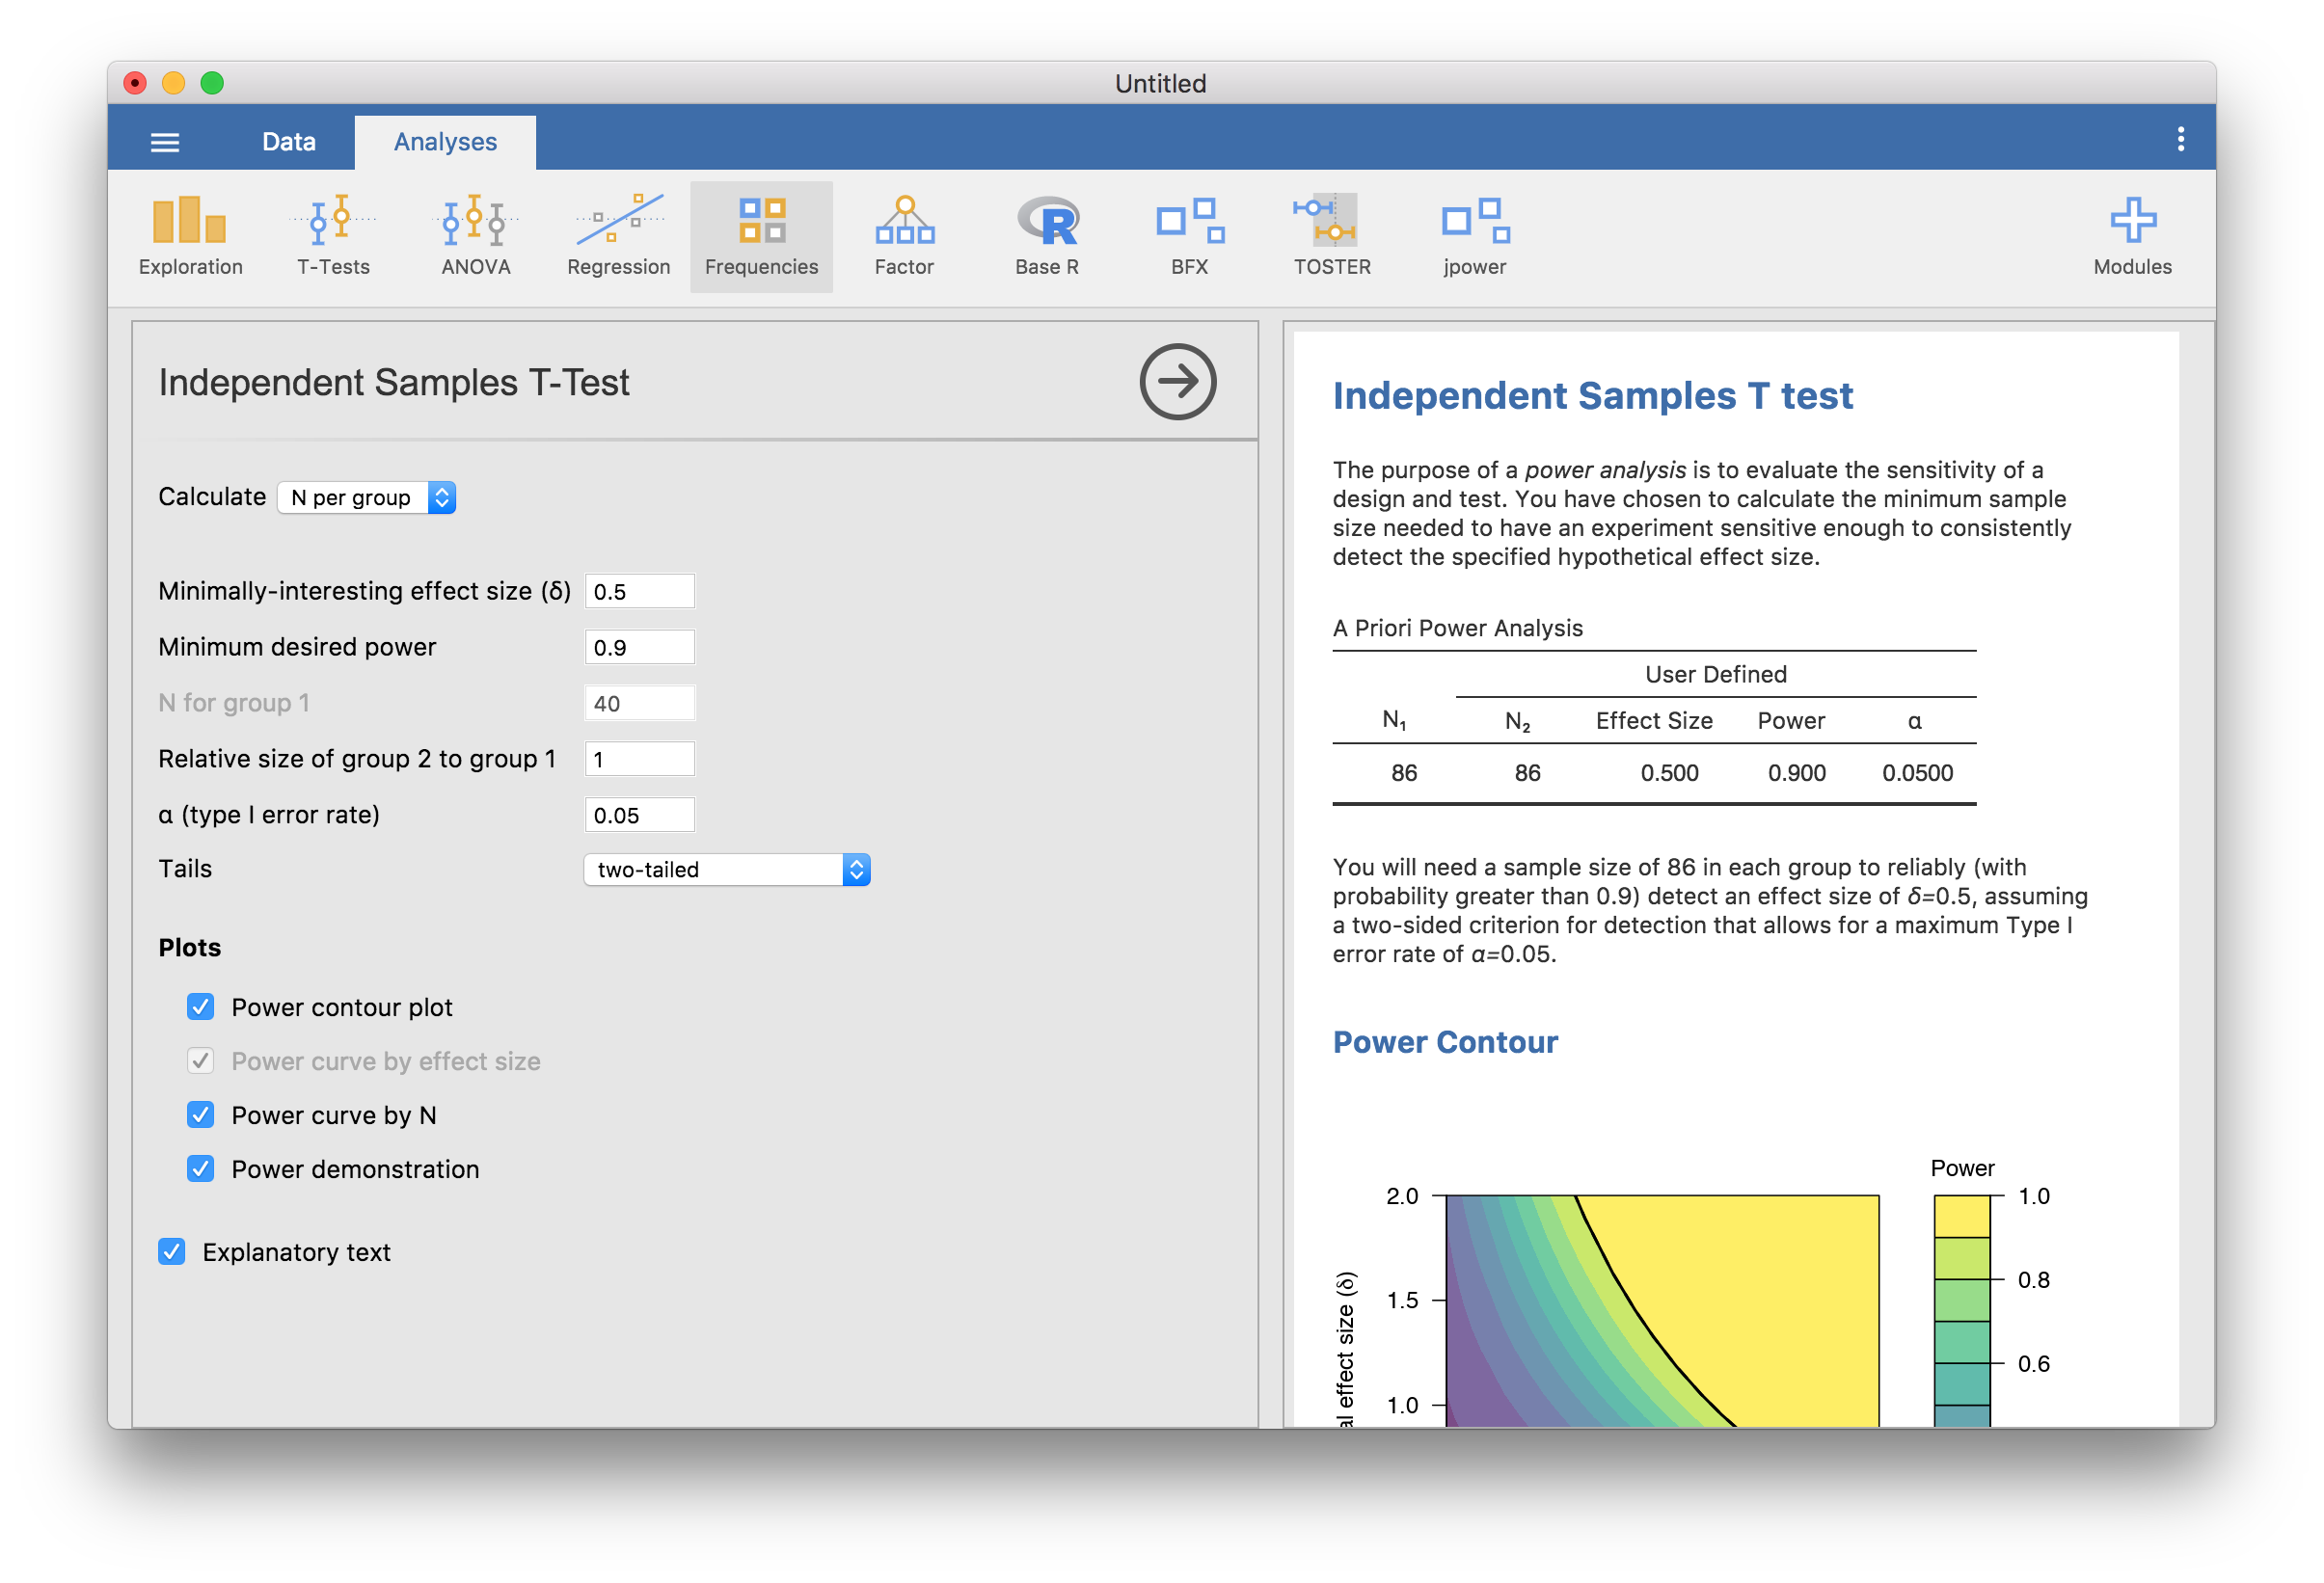 Untitled
Data
Analyses
Exploration
T-Tests
ANOVA
Regression
Frequencies
Factor
Base R
BFX
TOSTER
jpower
Modules
Independent Samples T-Test
Calculate N per group
Minimally-interesting effect size (δ) 0.5
Minimum desired power 0.9
N for group 1 40
Relative size of group 2 to group 1 1
α (type I error rate) 0.05
Tails two-tailed
Plots
Power contour plot
Power curve by effect size
Power curve by N
Power demonstration
Explanatory text
Independent Samples T test
The purpose of a power analysis is to evaluate the sensitivity of a
design and test. You have chosen to calculate the minimum sample
size needed to have an experiment sensitive enough to consistently
detect the specified hypothetical effect size.
A Priori Power Analysis
User Defined
N₁ N₂ Effect Size Power α
86 86 0.500 0.900 0.0500
You will need a sample size of 86 in each group to reliably (with
probability greater than 0.9) detect an effect size of δ=0.5, assuming
a two-sided criterion for detection that allows for a maximum Type I
error rate of α=0.05.
Power Contour
Power
2.0
1.5
1.0
effect size (δ)
1.0
0.8
0.6